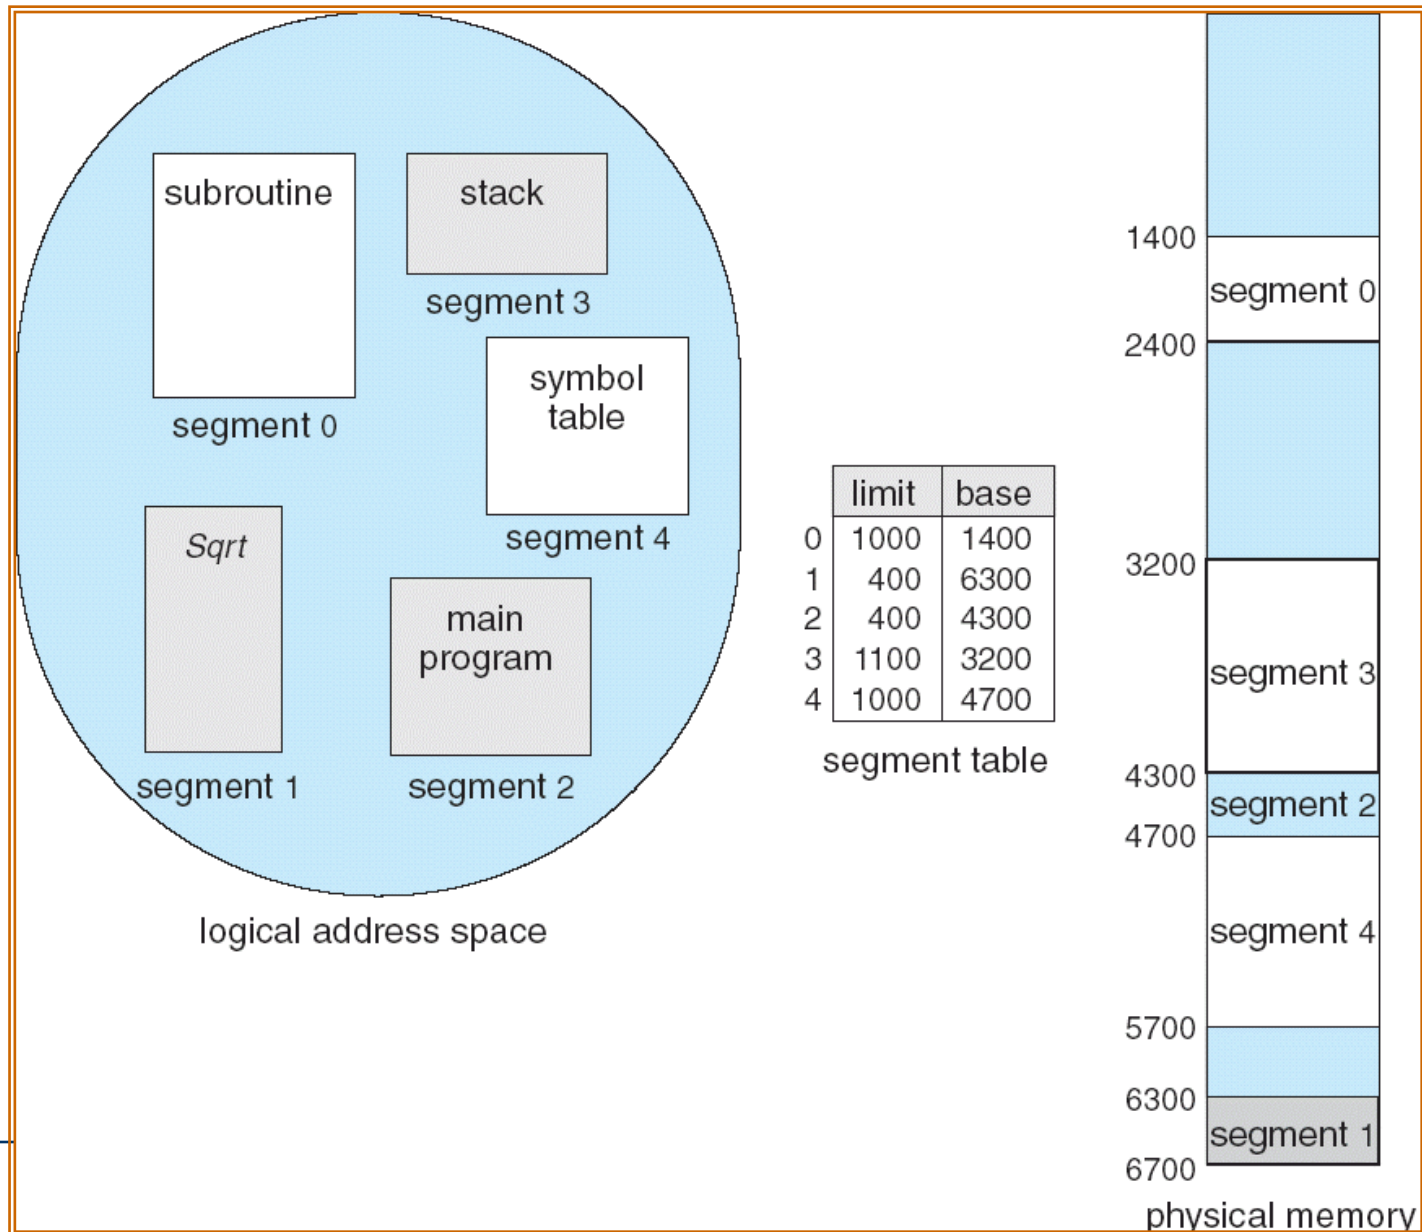 subroutine
segment 0
stack
segment 3
symbol
table
segment 4
Sqrt
segment 1
main
program
segment 2
logical address space
limit base
0 1000 1400
1 400 6300
2 400 4300
3 1100 3200
4 1000 4700
segment table
1400
segment 0
2400
3200
segment 3
4300
segment 2
4700
segment 4
5700
6300
segment 1
6700
physical memory